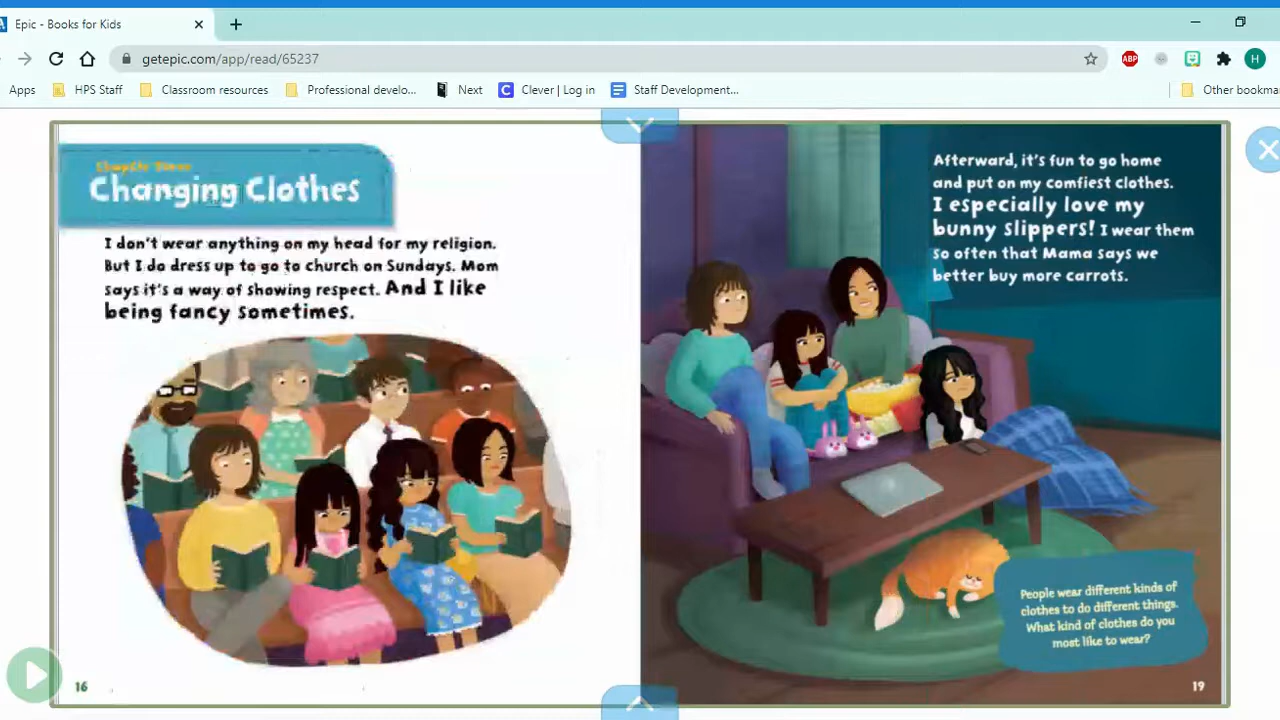 Epic - Books for Kids
getepic.com/app/read/65237
ABP
H
Apps
HPS Staff
Classroom resources
Professional develo...
Next
Clever | Log in
Staff Development...
Other bookma
Changing Clothes
I don't wear anything on my head for my religion.
But I do dress up to go to church on Sundays. Mom
says it's a way of showing respect. And I like
being fancy sometimes.
16
Afterward, it's fun to go home
and put on my comfiest clothes.
I especially love my
bunny slippers! I wear them
so often that Mama says we
better buy more carrots.
People wear different kinds of
clothes to do different things.
What kind of clothes do you
most like to wear?
19